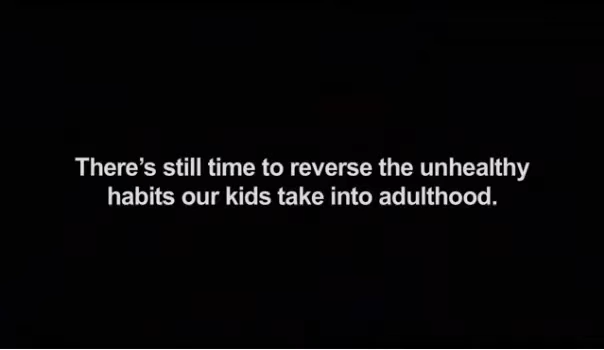 There’s still time to reverse the unhealthy
habits our kids take into adulthood.